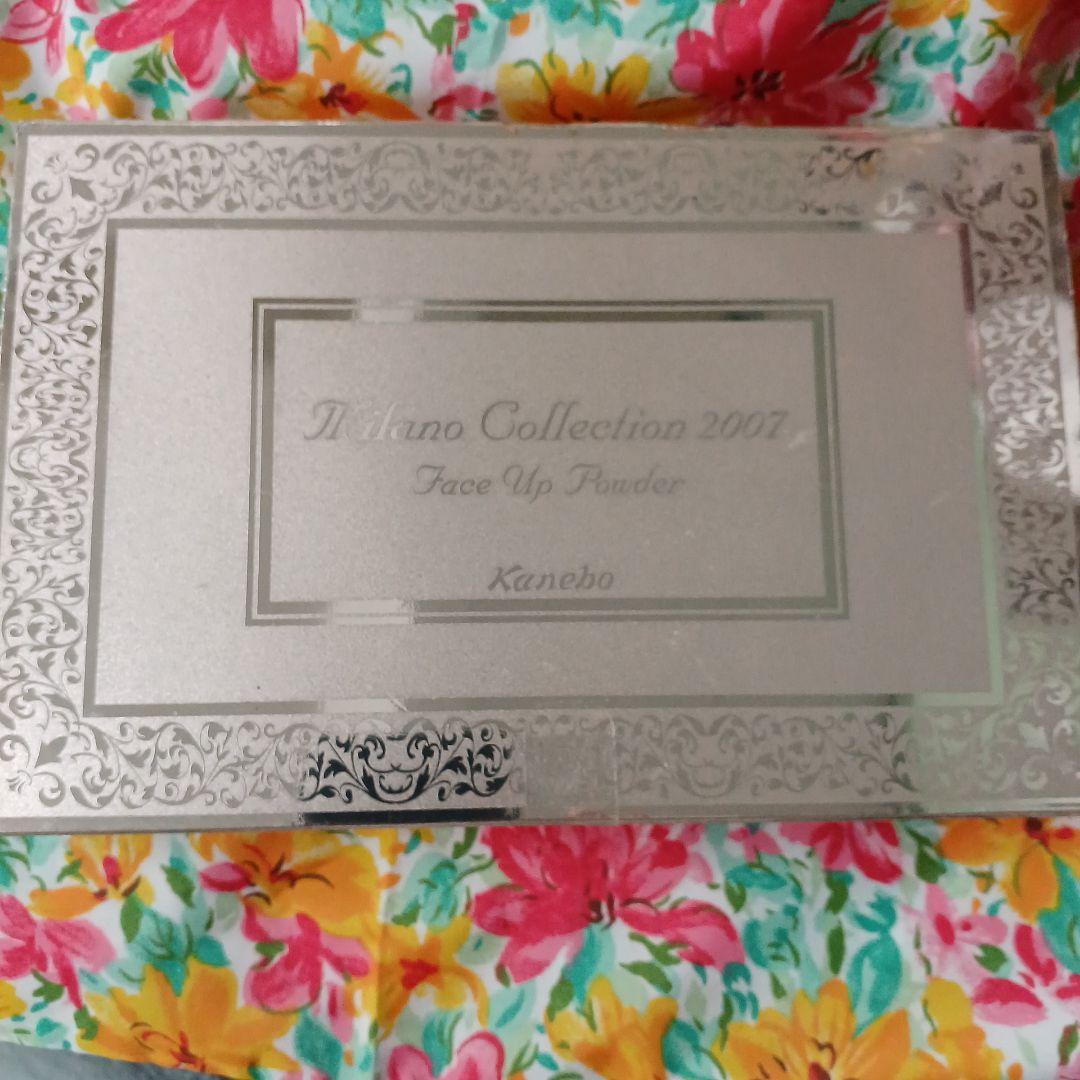 Milano Collection 2007
Face Up Powder
Kanebo